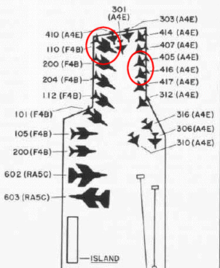 301
(A4E)
303 (A4E)
410 (A4E)
414 (A4E)
110 (F4B)
407 (A4E)
405 (A4E)
200 (F4B)
416 (A4E)
204 (F4B)
417 (A4E)
112 (F4B)
312 (A4E)
101 (F4B)
316 (A4E)
105 (F4B)
306 (A4E)
200 (F4B)
310 (A4E)
602 (RA5C)
603 (RA5C)
ISLAND